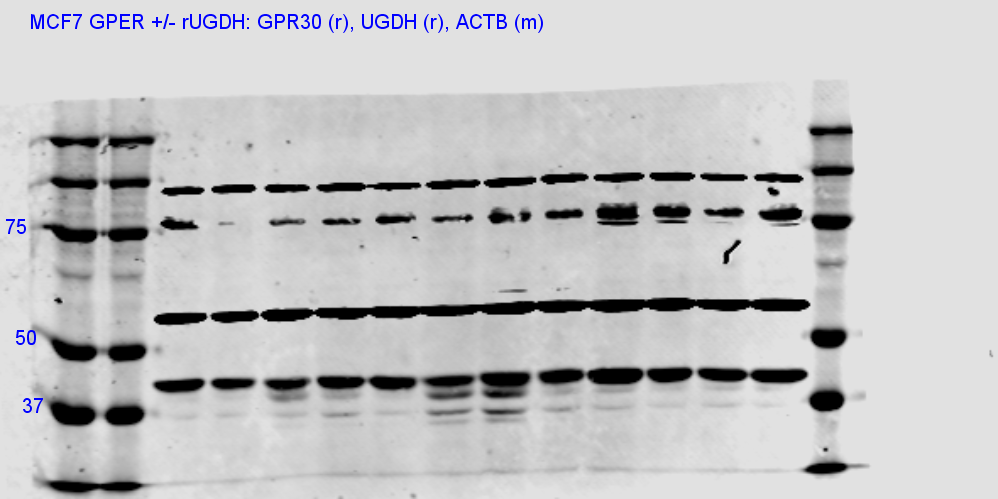 MCF7 GPER +/- rUGDH: GPR30 (r), UGDH (r), ACTB (m)
75
50
37